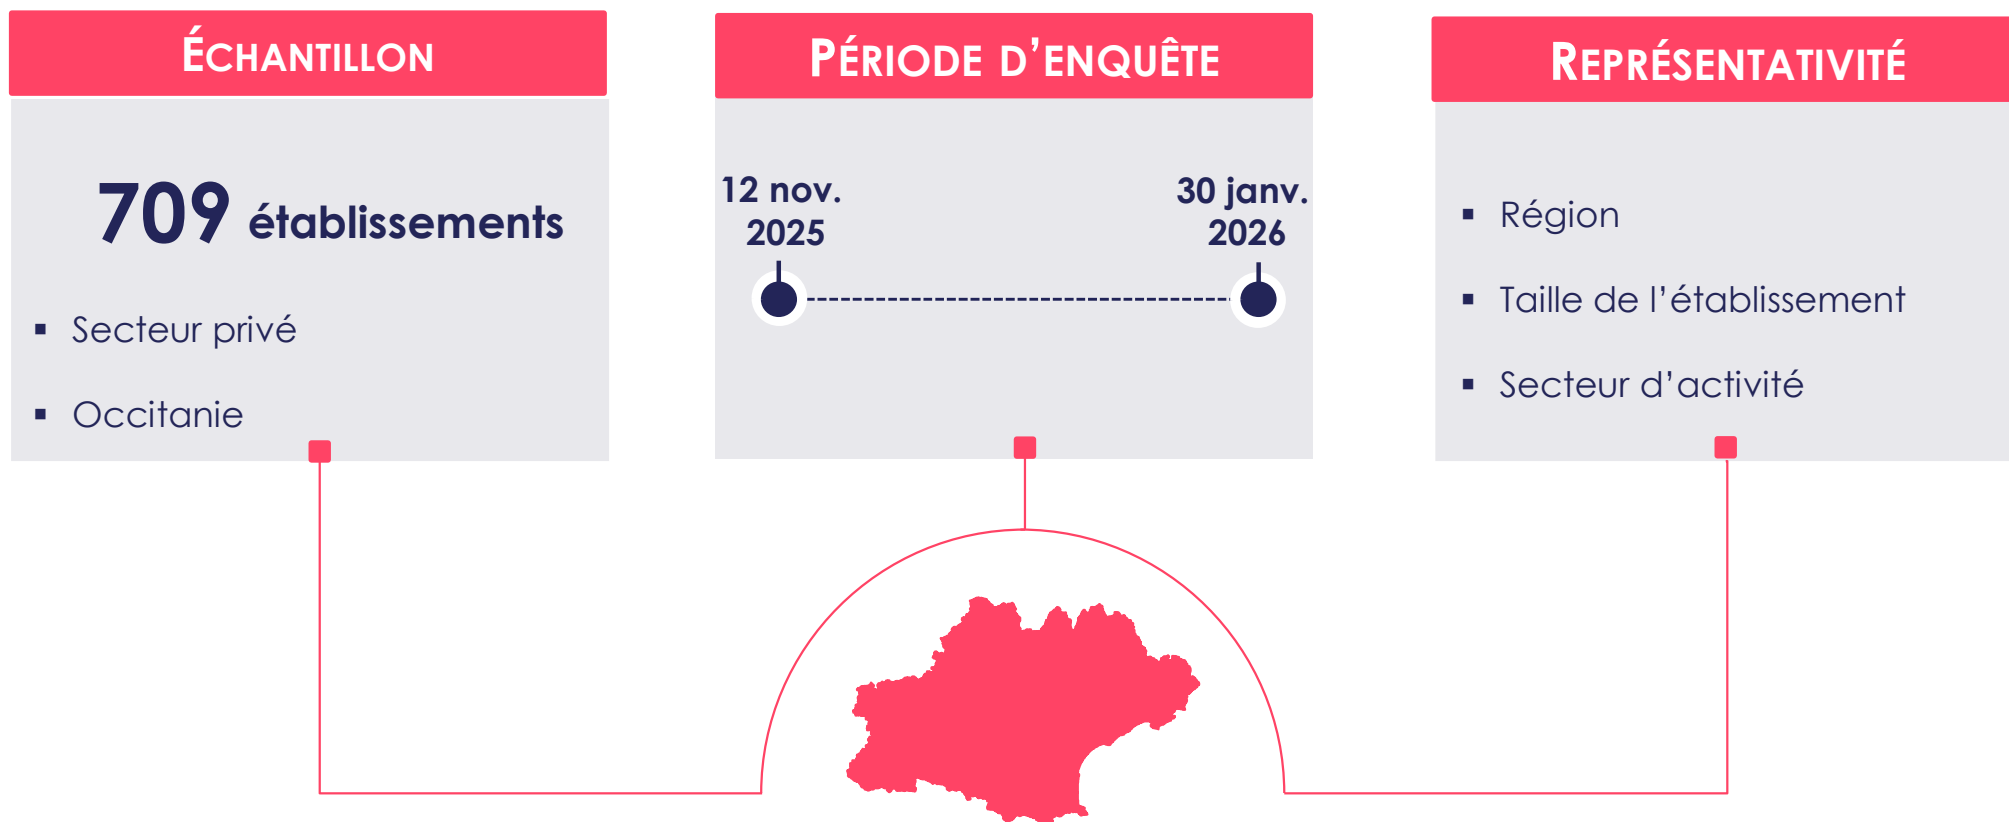 ÉCHANTILLON
709 établissements
▪ Secteur privé
▪ Occitanie
PÉRIODE D’ENQUÊTE
12 nov.
2025
30 janv.
2026
REPRÉSENTATIVITÉ
▪ Région
▪ Taille de l’établissement
▪ Secteur d’activité